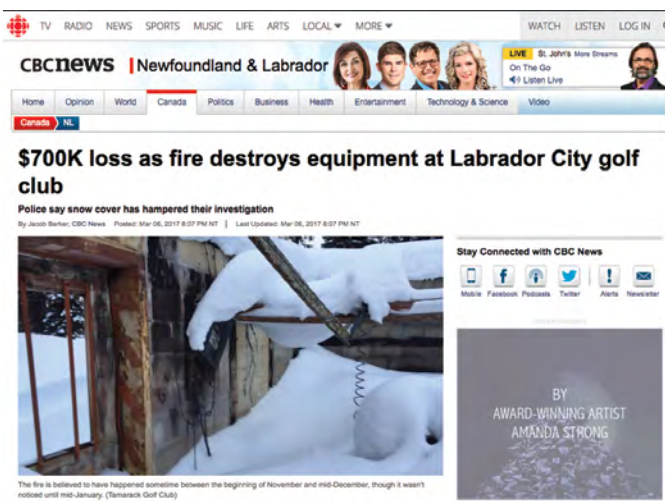 TV RADIO NEWS SPORTS MUSIC LIFE ARTS LOCAL MORE WATCH LISTEN LOG IN
CBCnews | Newfoundland & Labrador
LIVE St. John's More Streams
On The Go
Listen Live
Home Opinion World Canada Politics Business Health Entertainment Technology & Science Video
Canada NL
$700K loss as fire destroys equipment at Labrador City golf
club
Police say snow cover has hampered their investigation
By Jacob Barker, CBC News Posted: Mar 06, 2017 8:07 PM NT | Last Updated: Mar 06, 2017 8:07 PM NT
Stay Connected with CBC News
Mobile Facebook Podcasts Twitter Alerts Newsletter
BY
AWARD-WINNING ARTIST
AMANDA STRONG
The fire is believed to have happened sometime between the beginning of November and mid-December, though it wasn't
noticed until mid-January. (Tamarack Golf Club)